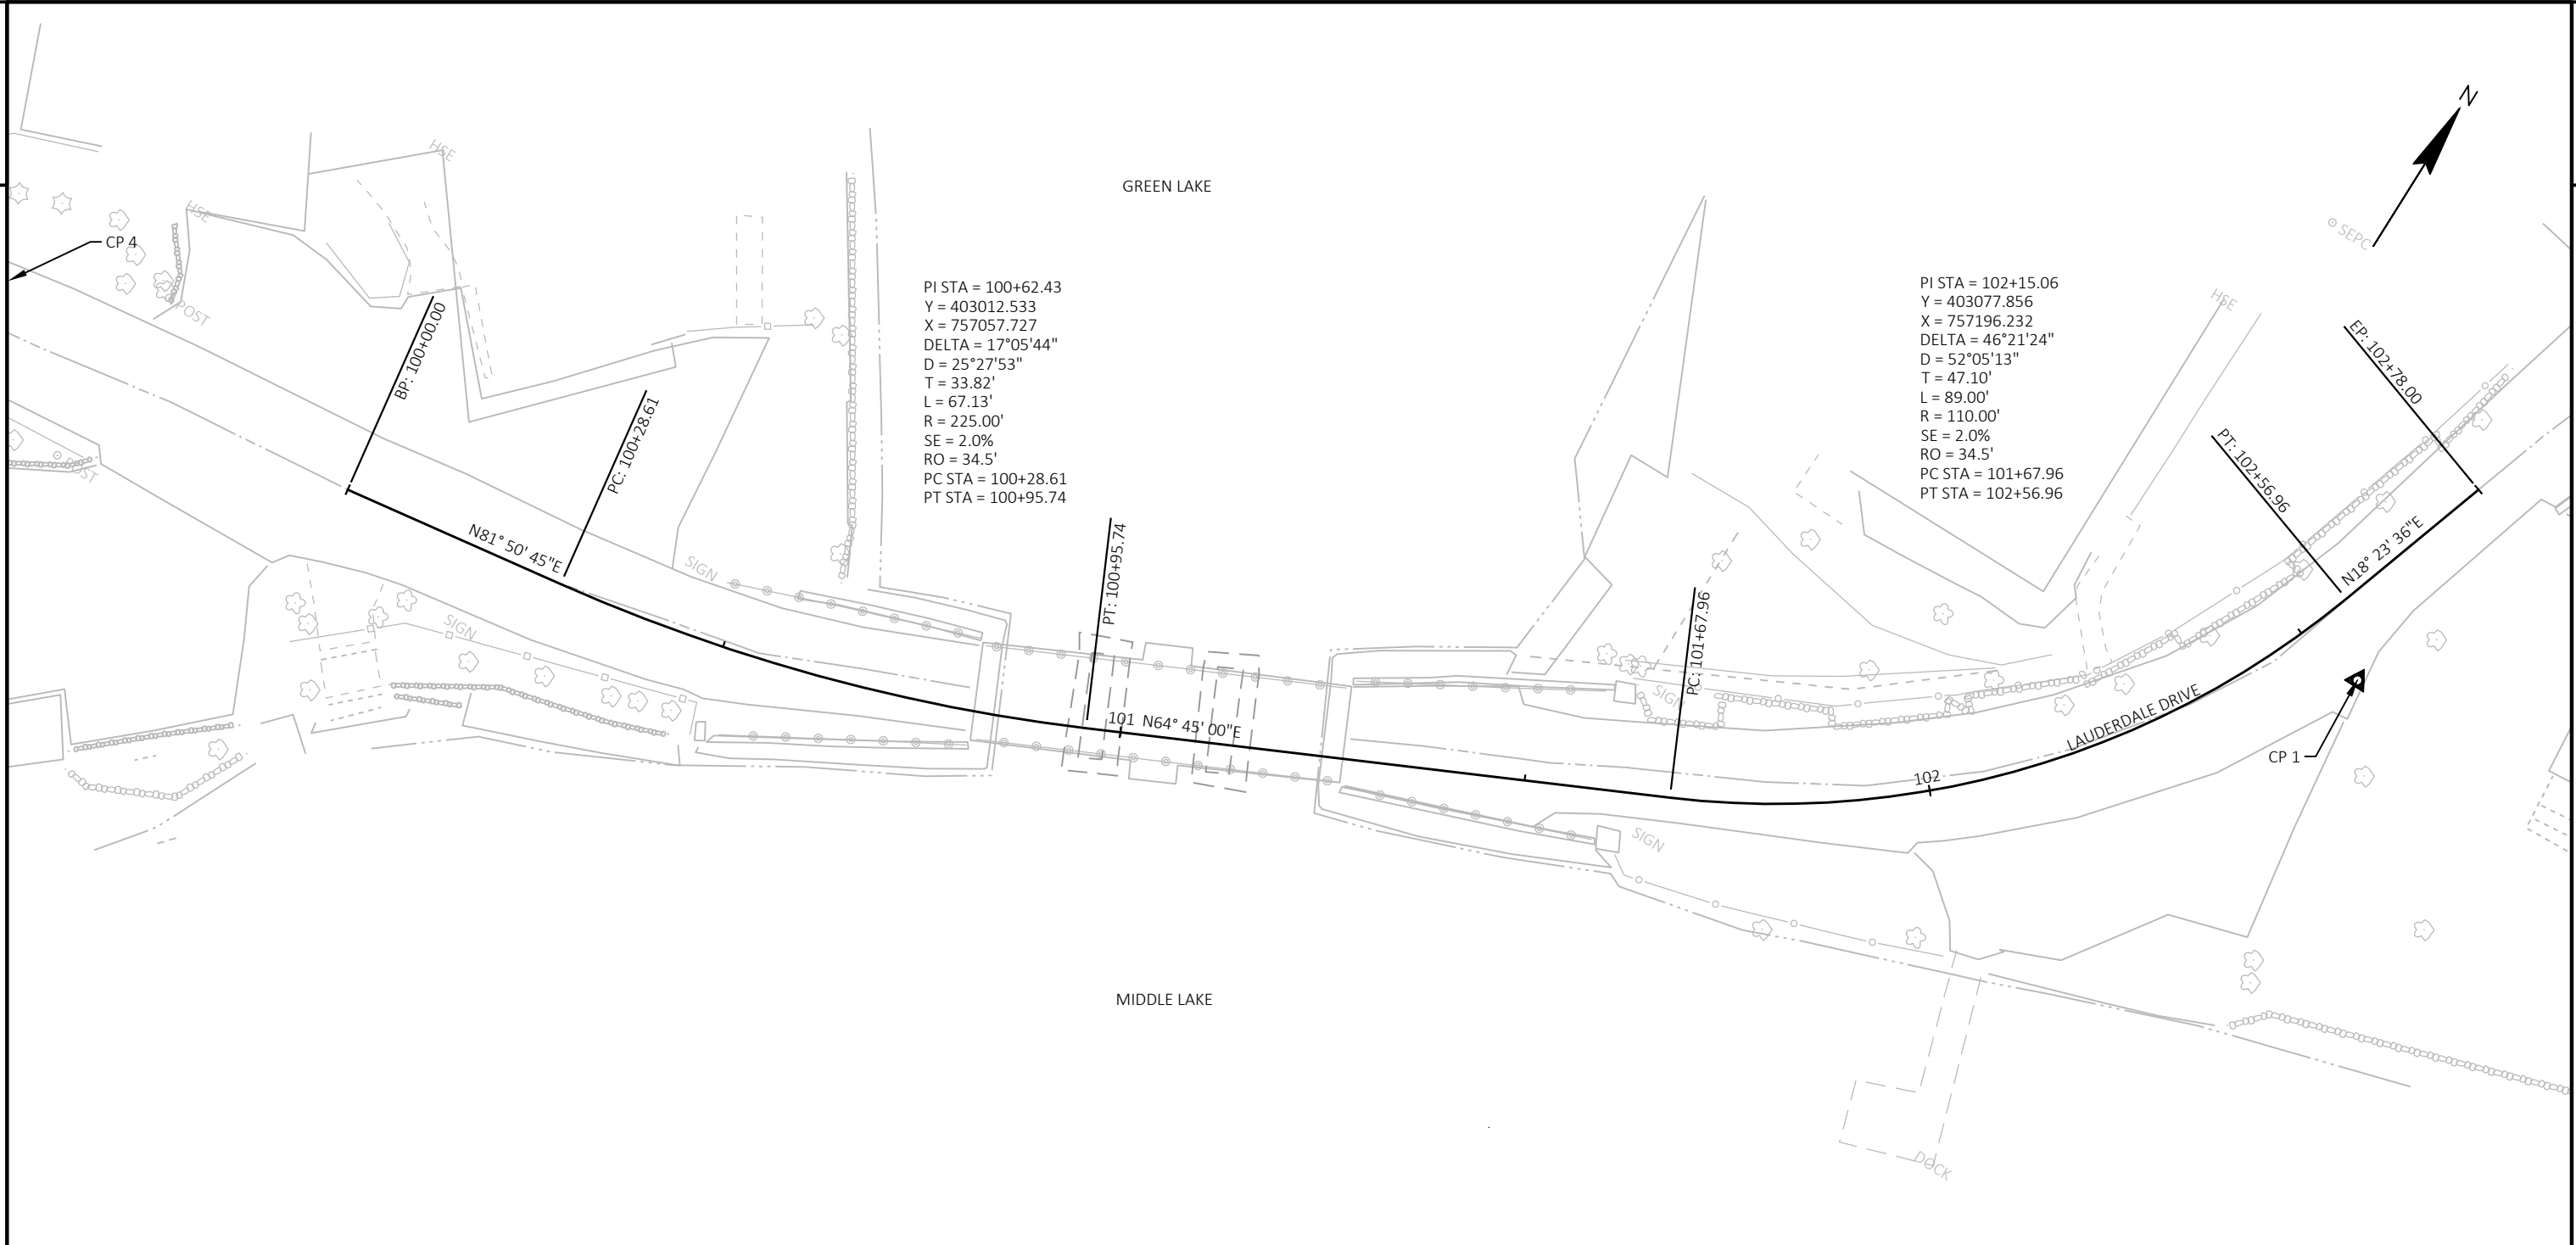 N
HSE
HSE
GREEN LAKE
SEPC
CP 4
POST
BP: 100+00.00
PI STA = 100+62.43
Y = 403012.533
X = 757057.727
DELTA = 17°05'44"
D = 25°27'53"
T = 33.82'
L = 67.13'
R = 225.00'
SE = 2.0%
RO = 34.5'
PC STA = 100+28.61
PT STA = 100+95.74
PI STA = 102+15.06
Y = 403077.856
X = 757196.232
DELTA = 46°21'24"
D = 52°05'13"
T = 47.10'
L = 89.00'
R = 110.00'
SE = 2.0%
RO = 34.5'
PC STA = 101+67.96
PT STA = 102+56.96
HSE
EP: 102+78.00
POST
PC: 100+28.61
PT: 102+56.96
N81° 50' 45"E
SIGN
PT: 100+95.74
N18° 23' 36"E
SIGN
PC: 101+67.96
SIGN
101 N64° 45' 00"E
LAUDERDALE DRIVE
CP 1
102
SIGN
MIDDLE LAKE
DOCK